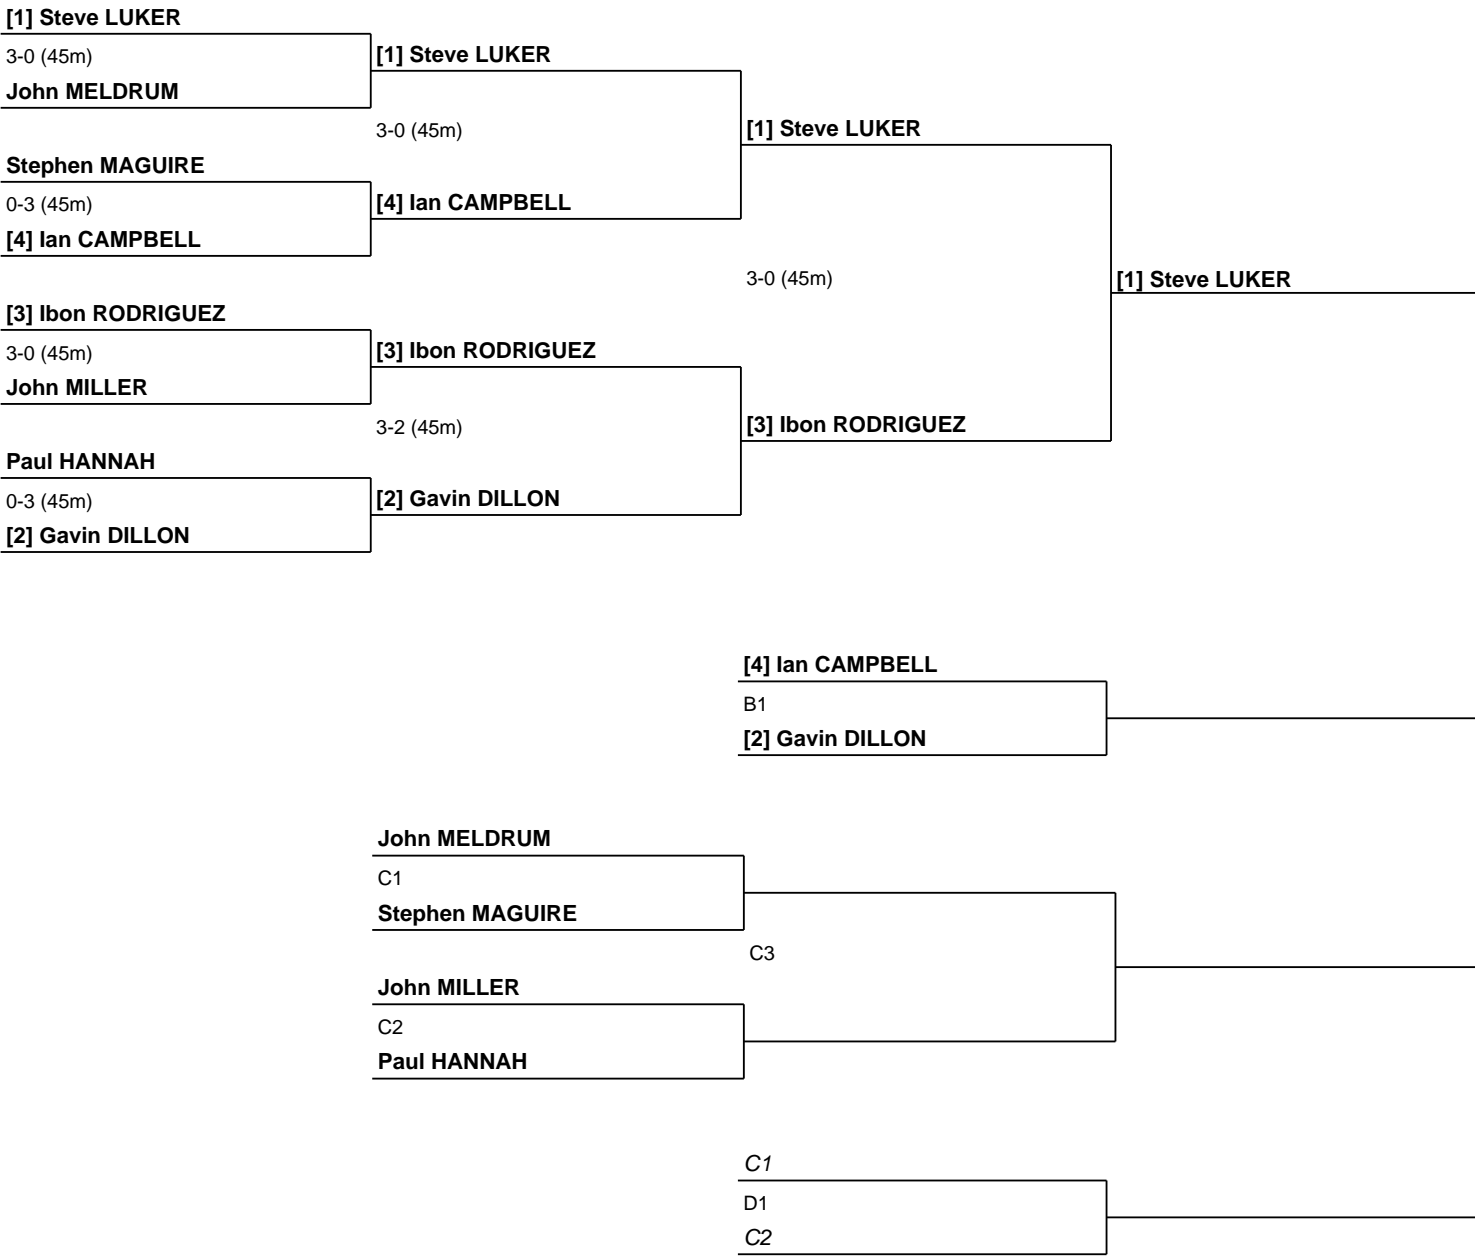 [1] Steve LUKER
3-0 (45m)
John MELDRUM
Stephen MAGUIRE
0-3 (45m)
[4] Ian CAMPBELL
[3] Ibon RODRIGUEZ
3-0 (45m)
John MILLER
Paul HANNAH
0-3 (45m)
[2] Gavin DILLON
[1] Steve LUKER
3-0 (45m)
[4] Ian CAMPBELL
[3] Ibon RODRIGUEZ
3-2 (45m)
[2] Gavin DILLON
[1] Steve LUKER
3-0 (45m)
[3] Ibon RODRIGUEZ
[1] Steve LUKER
[4] Ian CAMPBELL
B1
[2] Gavin DILLON
John MELDRUM
C1
Stephen MAGUIRE
C3
John MILLER
C2
Paul HANNAH
C1
D1
C2